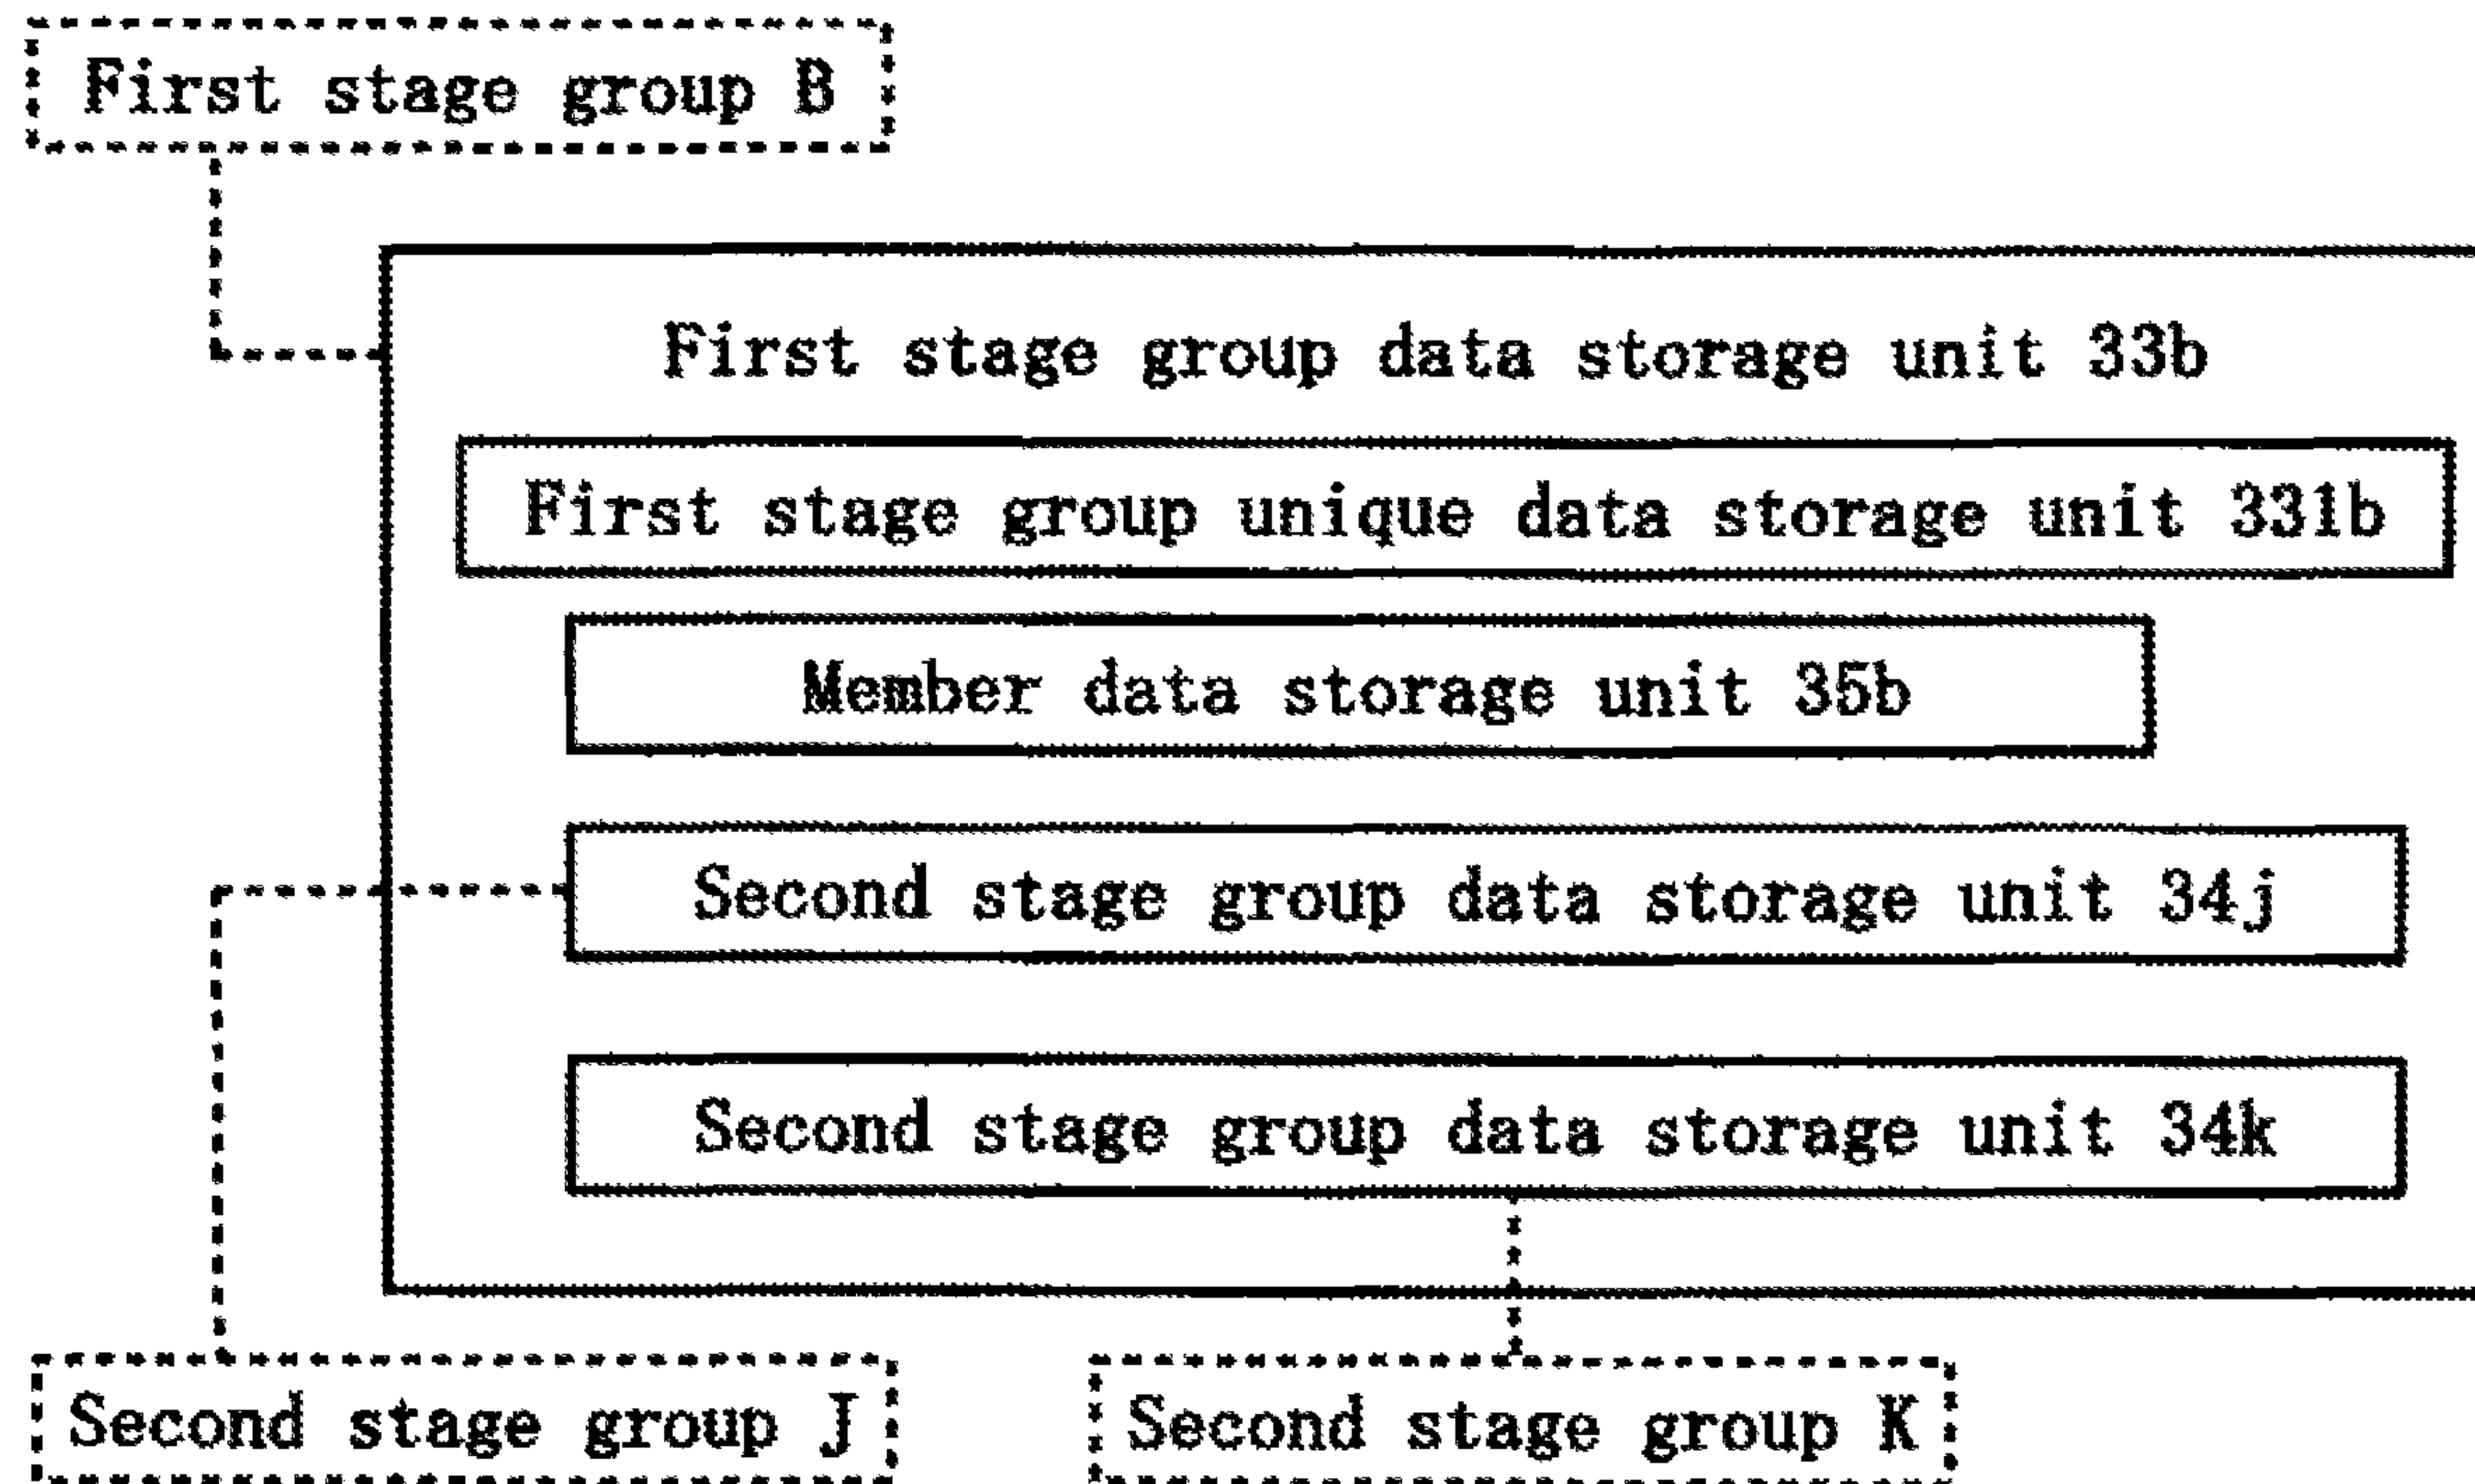 First stage group B
First stage group data storage unit 33b
First stage group unique data storage unit 331b
Member data storage unit 35b
Second stage group data storage unit 34j
Second stage group data storage unit 34k
Second stage group J
Second stage group K